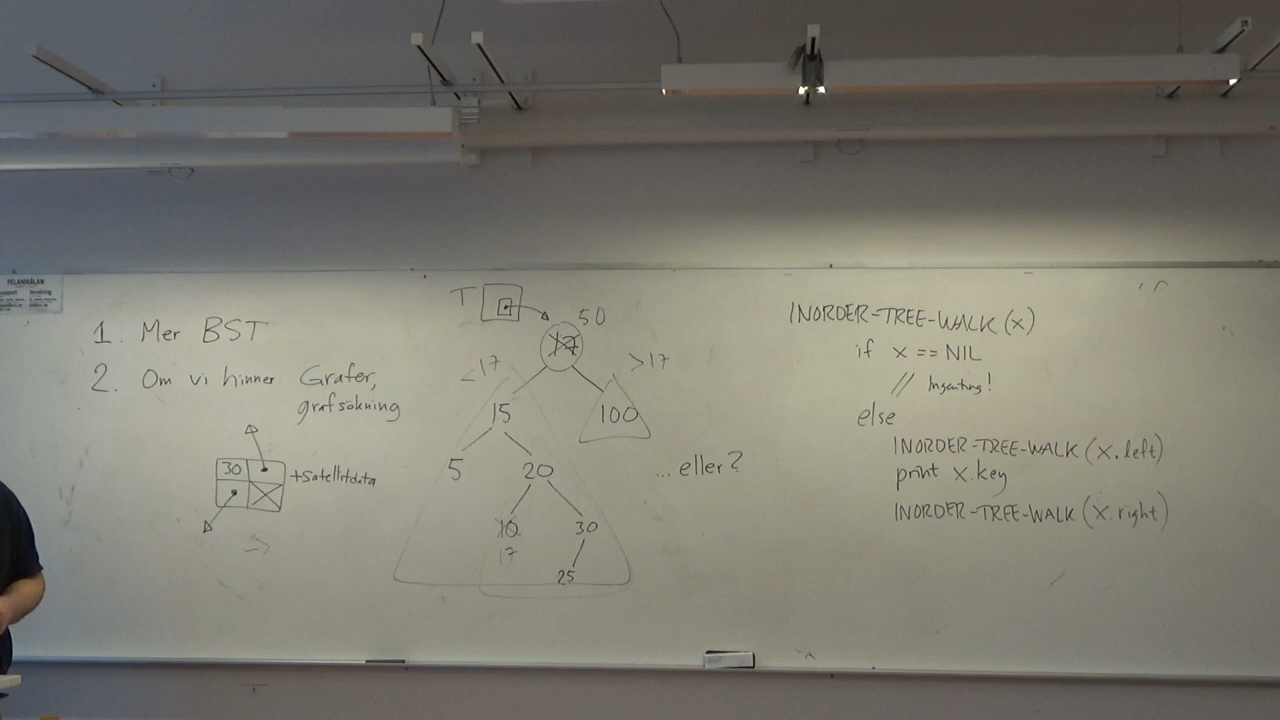 FELANMÄLAN
1. Mer BST
2. Om vi hinner: Grafer,
grafsökning
30
+satellitdata
T
50
17
<17
>17
15
100
5
20
... eller?
10
30
17
25
INORDER-TREE-WALK (x)
if x == NIL
// Ingenting!
else
INORDER-TREE-WALK (x.left)
print x.key
INORDER-TREE-WALK (x.right)